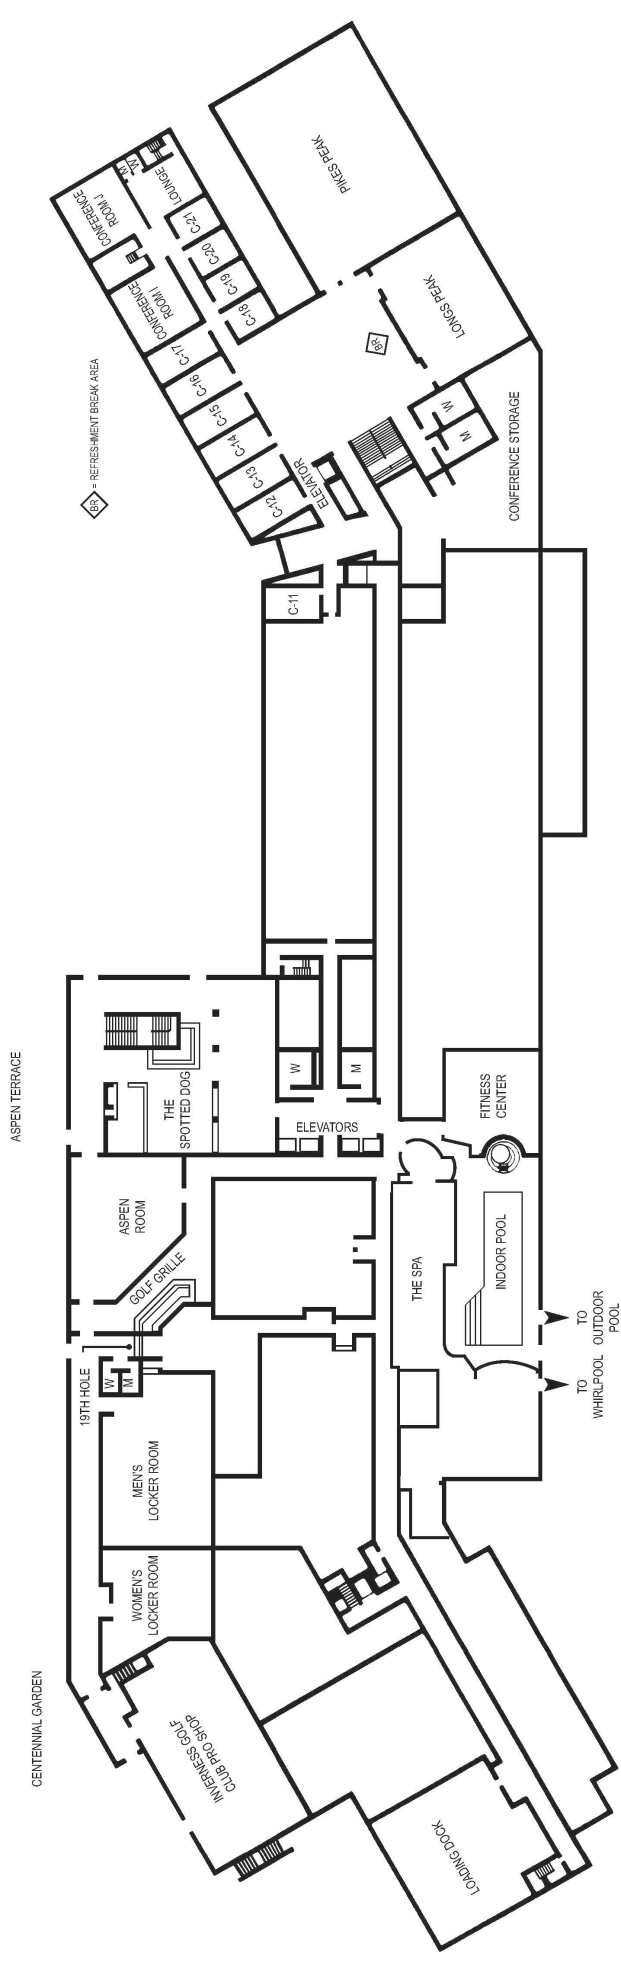 PIKES PEAK
M
W
LOUNGE
CONFERENCE
ROOM J
C-21
C-20
C-19
C-18
CONFERENCE
ROOM I
LONGS PEAK
BR
C-17
C-16
C-15
C-14
C-13
C-12
BR = REFRESHMENT BREAK AREA
W
M
ELEVATOR
CONFERENCE STORAGE
C-11
ASPEN TERRACE
THE
SPOTTED DOG
W
M
ELEVATORS
FITNESS
CENTER
ASPEN
ROOM
GOLF GRILLE
THE SPA
INDOOR POOL
TO
OUTDOOR
POOL
TO
WHIRLPOOL
19TH HOLE
W
M
MEN'S
LOCKER ROOM
WOMEN'S
LOCKER ROOM
CENTENNIAL GARDEN
INVERNESS GOLF
CLUB PRO SHOP
LOADING DOCK